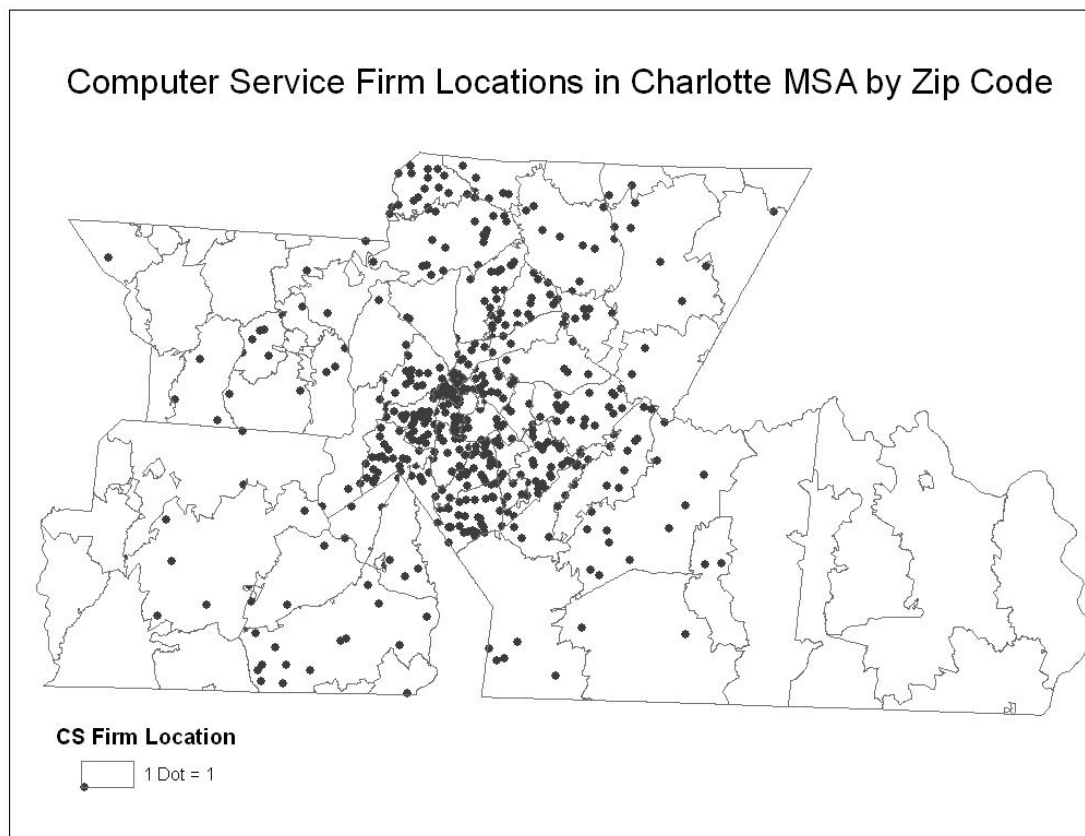 Computer Service Firm Locations in Charlotte MSA by Zip Code
CS Firm Location
1 Dot = 1